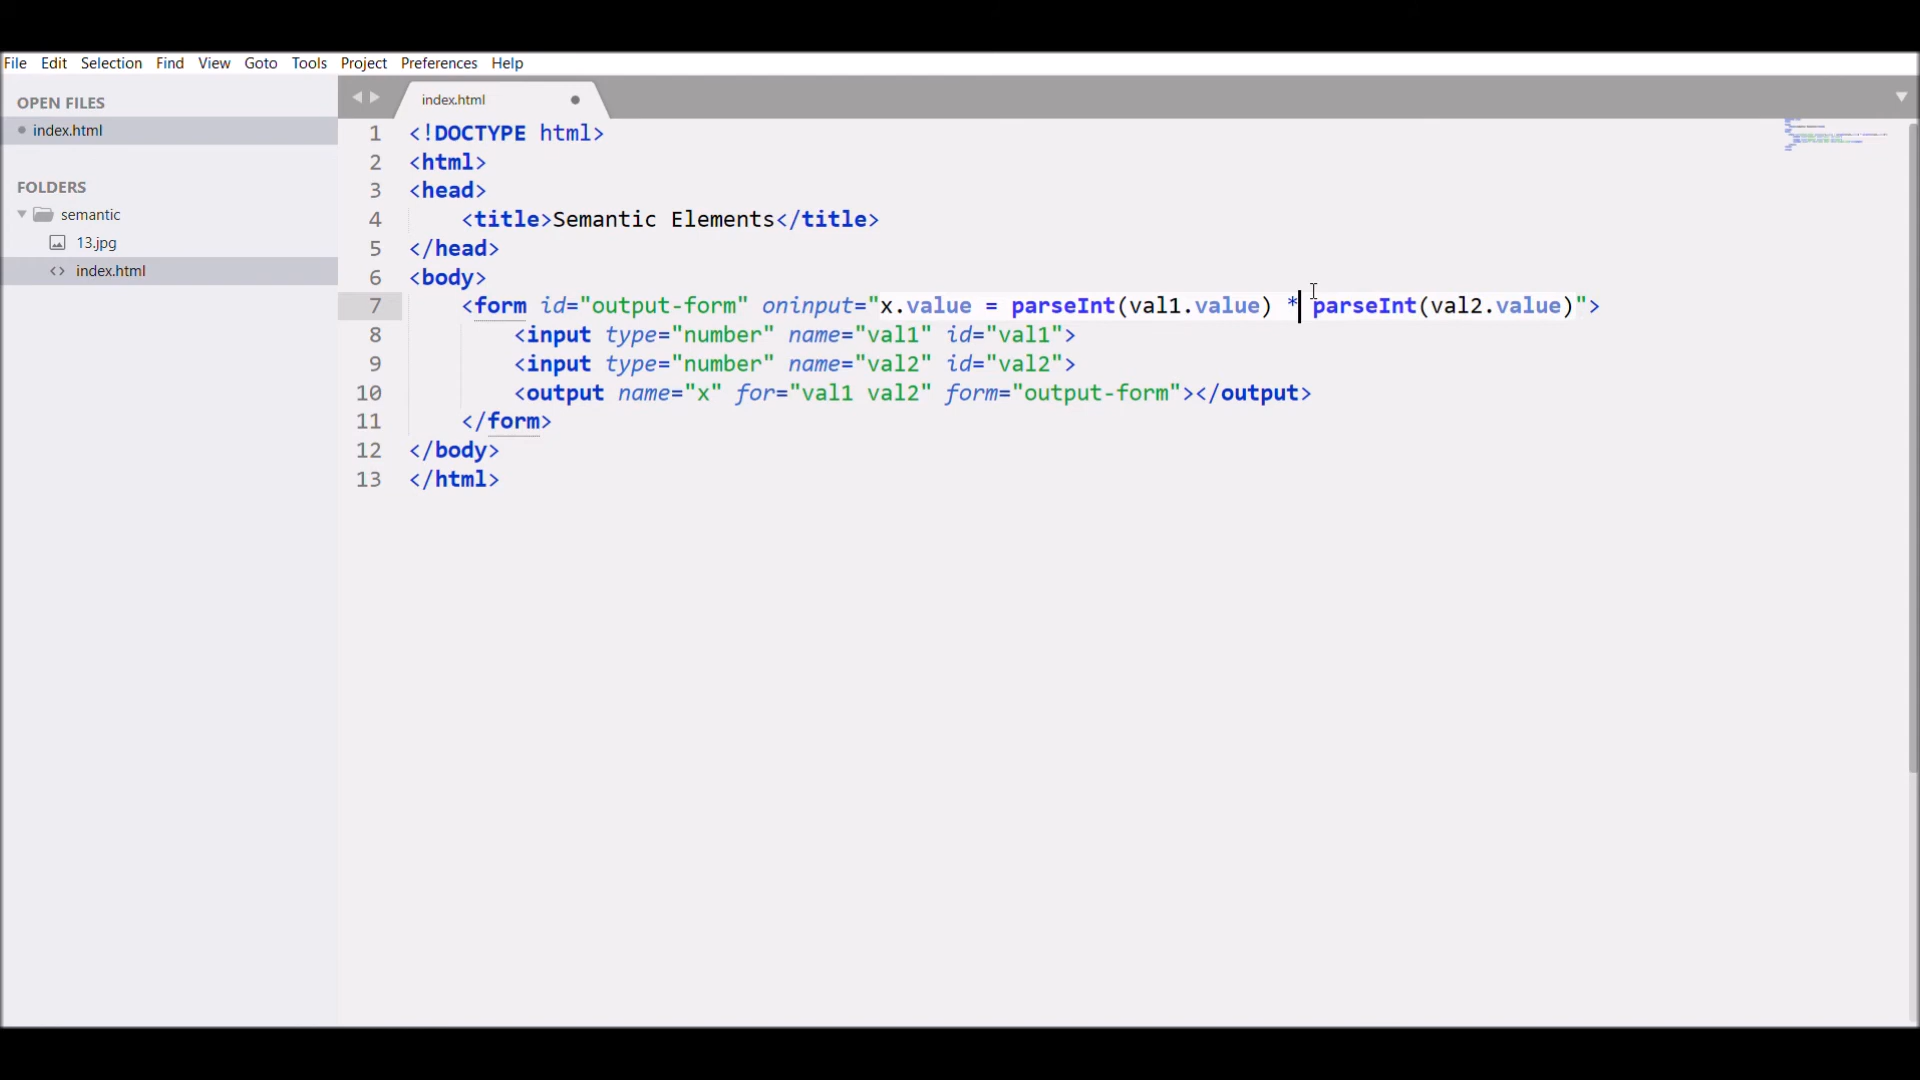 File Edit Selection Find View Goto Tools Project Preferences Help
OPEN FILES
index.html
FOLDERS
semantic
13.jpg
index.html
index.html
1 <!DOCTYPE html>
2 <html>
3 <head>
4 <title>Semantic Elements</title>
5 </head>
6 <body>
7 <form id="output-form" oninput="x.value = parseInt(val1.value) * parseInt(val2.value)">
8 <input type="number" name="val1" id="val1">
9 <input type="number" name="val2" id="val2">
10 <output name="x" for="val1 val2" form="output-form"></output>
11 </form>
12 </body>
13 </html>